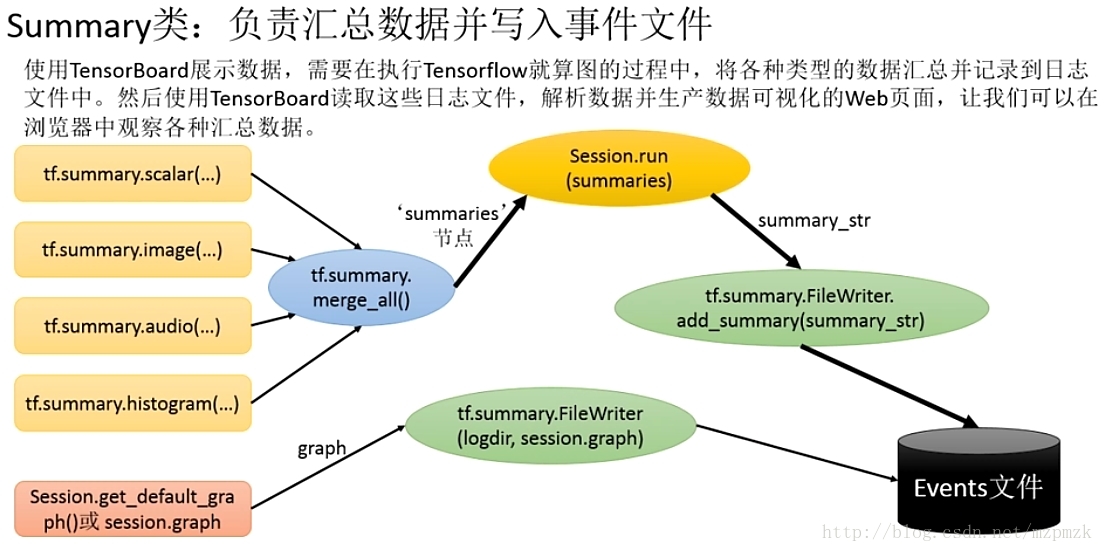 Summary类：负责汇总数据并写入事件文件
使用TensorBoard展示数据，需要在执行Tensorflow就算图的过程中，将各种类型的数据汇总并记录到日志
文件中。然后使用TensorBoard读取这些日志文件，解析数据并生产数据可视化的Web页面，让我们可以在
浏览器中观察各种汇总数据。
tf.summary.scalar(...)
tf.summary.image(...)
tf.summary.audio(...)
tf.summary.histogram(...)
Session.get_default_gra
ph()或 session.graph
tf.summary.
merge_all()
‘summaries’
节点
Session.run
(summaries)
summary_str
tf.summary.FileWriter.
add_summary(summary_str)
graph
tf.summary.FileWriter
(logdir, session.graph)
Events文件
http://blog.csdn.net/mzpmzk